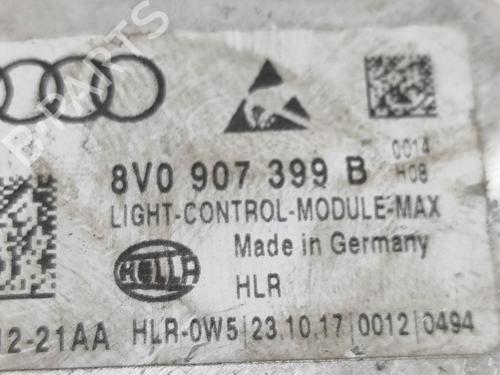 B-PARTS
0014
H08
8V0 907 399 B
LIGHT-CONTROL-MODULE-MAX
Made in Germany
HELLA
HLR
12-21AA HLR-0W5|23.10.17|0012|0494